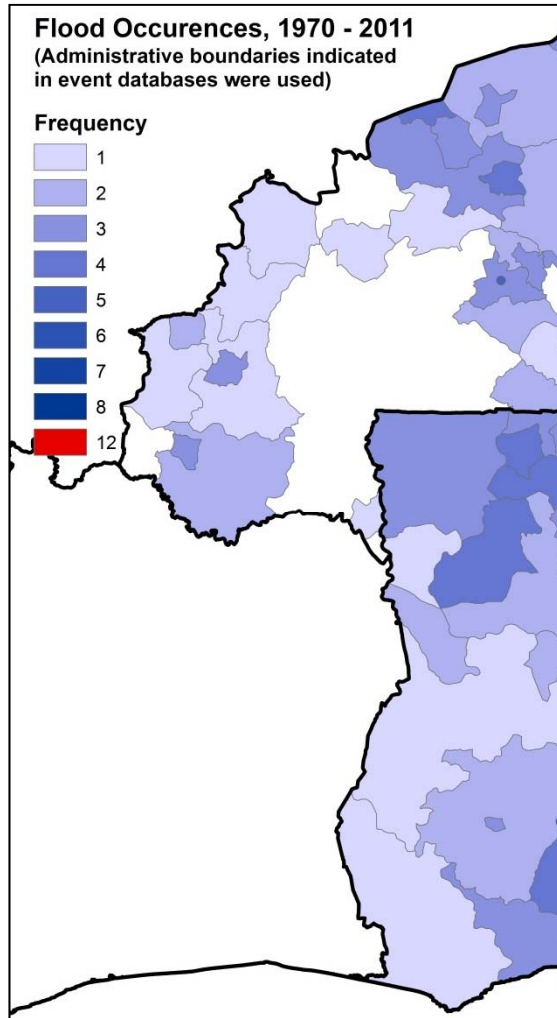 Flood Occurences, 1970 - 2011
(Administrative boundaries indicated
in event databases were used)
Frequency
1
2
3
4
5
6
7
8
12